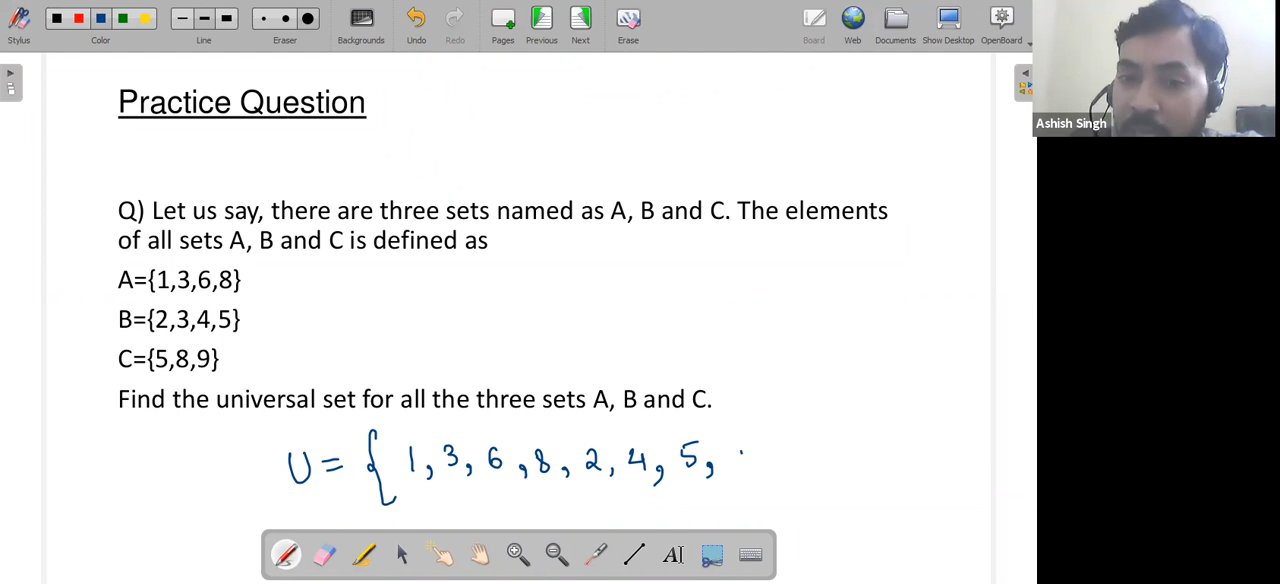 Stylus Color Line Eraser Backgrounds Undo Redo Pages Previous Next Erase Board Web Documents Show Desktop OpenBoard
Ashish Singh
Practice Question
Q) Let us say, there are three sets named as A, B and C. The elements
of all sets A, B and C is defined as
A={1,3,6,8}
B={2,3,4,5}
C={5,8,9}
Find the universal set for all the three sets A, B and C.
U = { 1, 3, 6, 8, 2, 4, 5,
AI